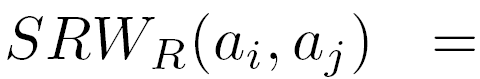 SRW_R(a_i, a_j) =